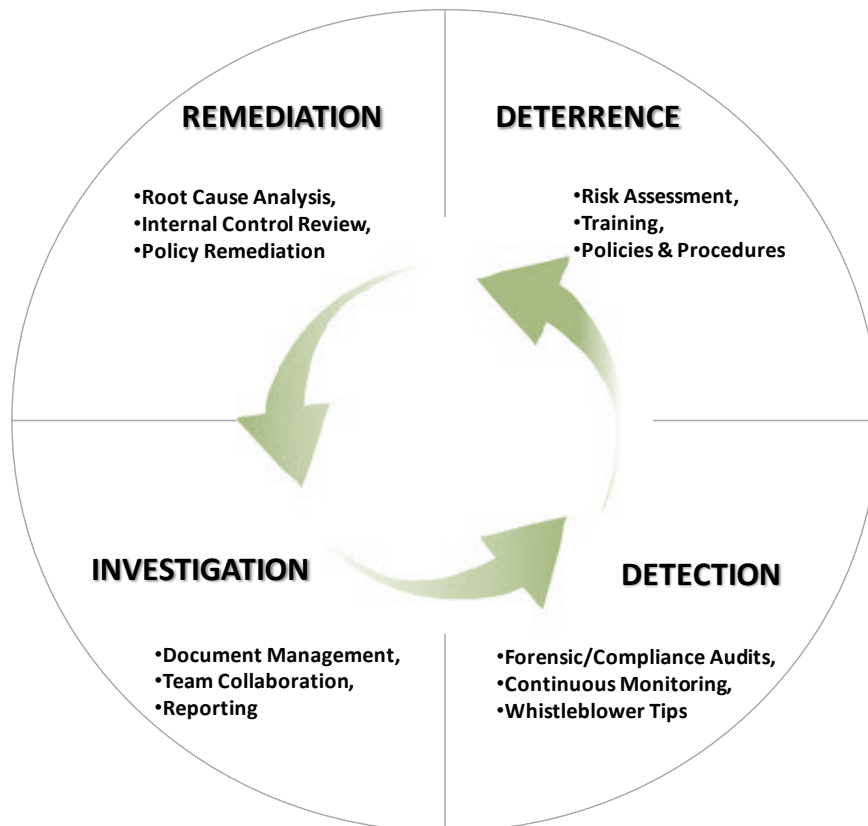 REMEDIATION
•Root Cause Analysis,
•Internal Control Review,
•Policy Remediation
DETERRENCE
•Risk Assessment,
•Training,
•Policies & Procedures
INVESTIGATION
•Document Management,
•Team Collaboration,
•Reporting
DETECTION
•Forensic/Compliance Audits,
•Continuous Monitoring,
•Whistleblower Tips